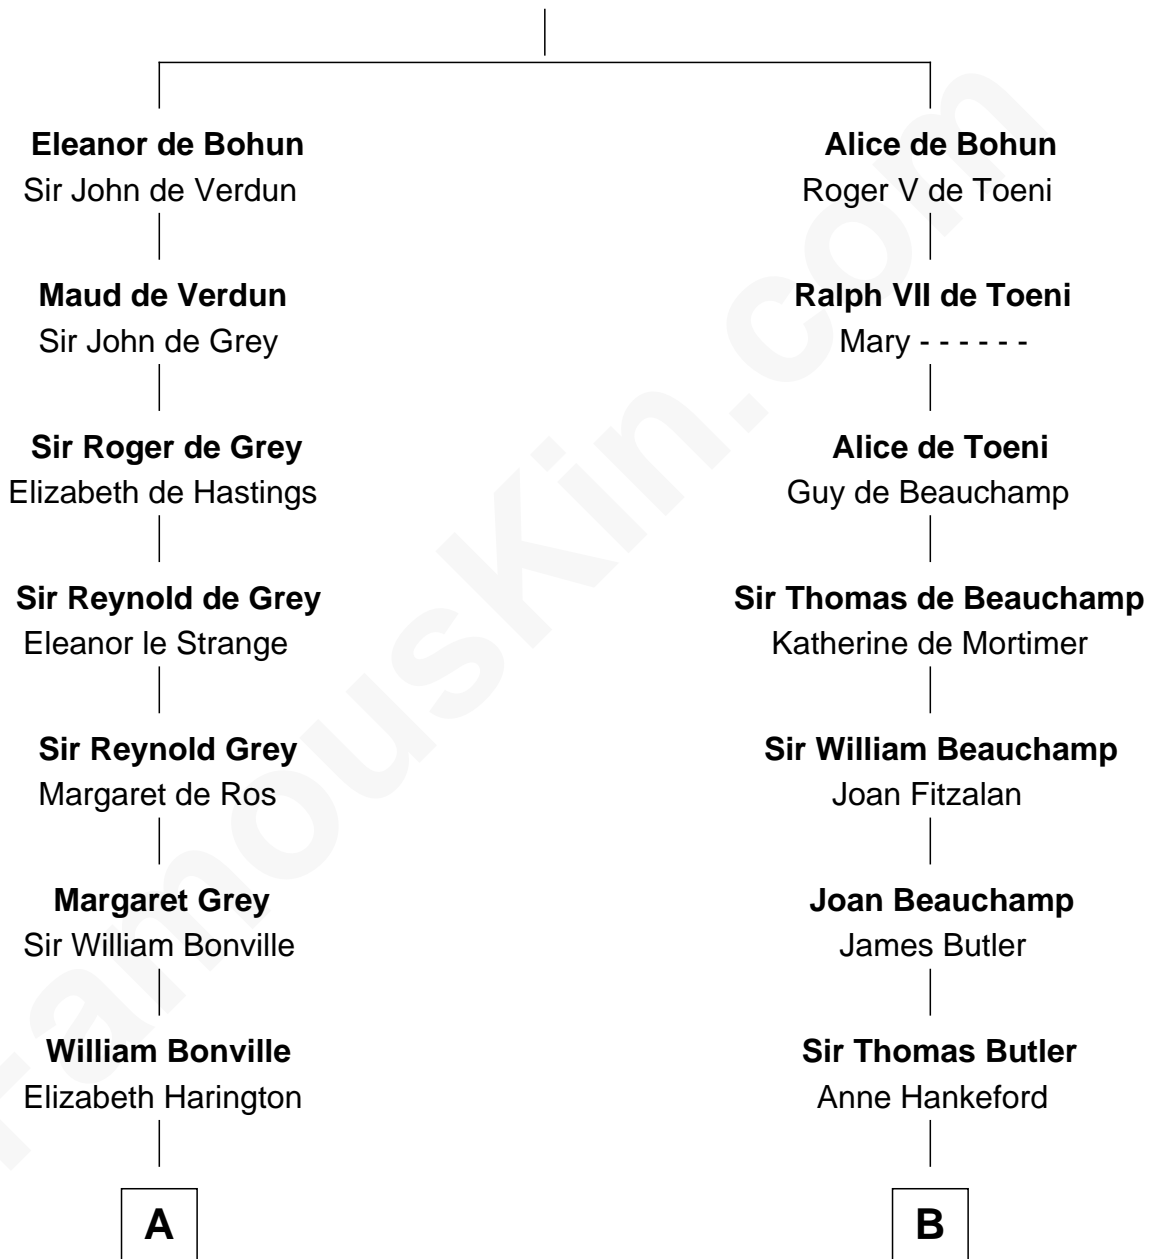 Eleanor de Bohun
Sir John de Verdun
Maud de Verdun
Sir John de Grey
Sir Roger de Grey
Elizabeth de Hastings
Sir Reynold de Grey
Eleanor le Strange
Sir Reynold Grey
Margaret de Ros
Margaret Grey
Sir William Bonville
William Bonville
Elizabeth Harington
A
Alice de Bohun
Roger V de Toeni
Ralph VII de Toeni
Mary - - - - - -
Alice de Toeni
Guy de Beauchamp
Sir Thomas de Beauchamp
Katherine de Mortimer
Sir William Beauchamp
Joan Fitzalan
Joan Beauchamp
James Butler
Sir Thomas Butler
Anne Hankeford
B
FamousKin.com